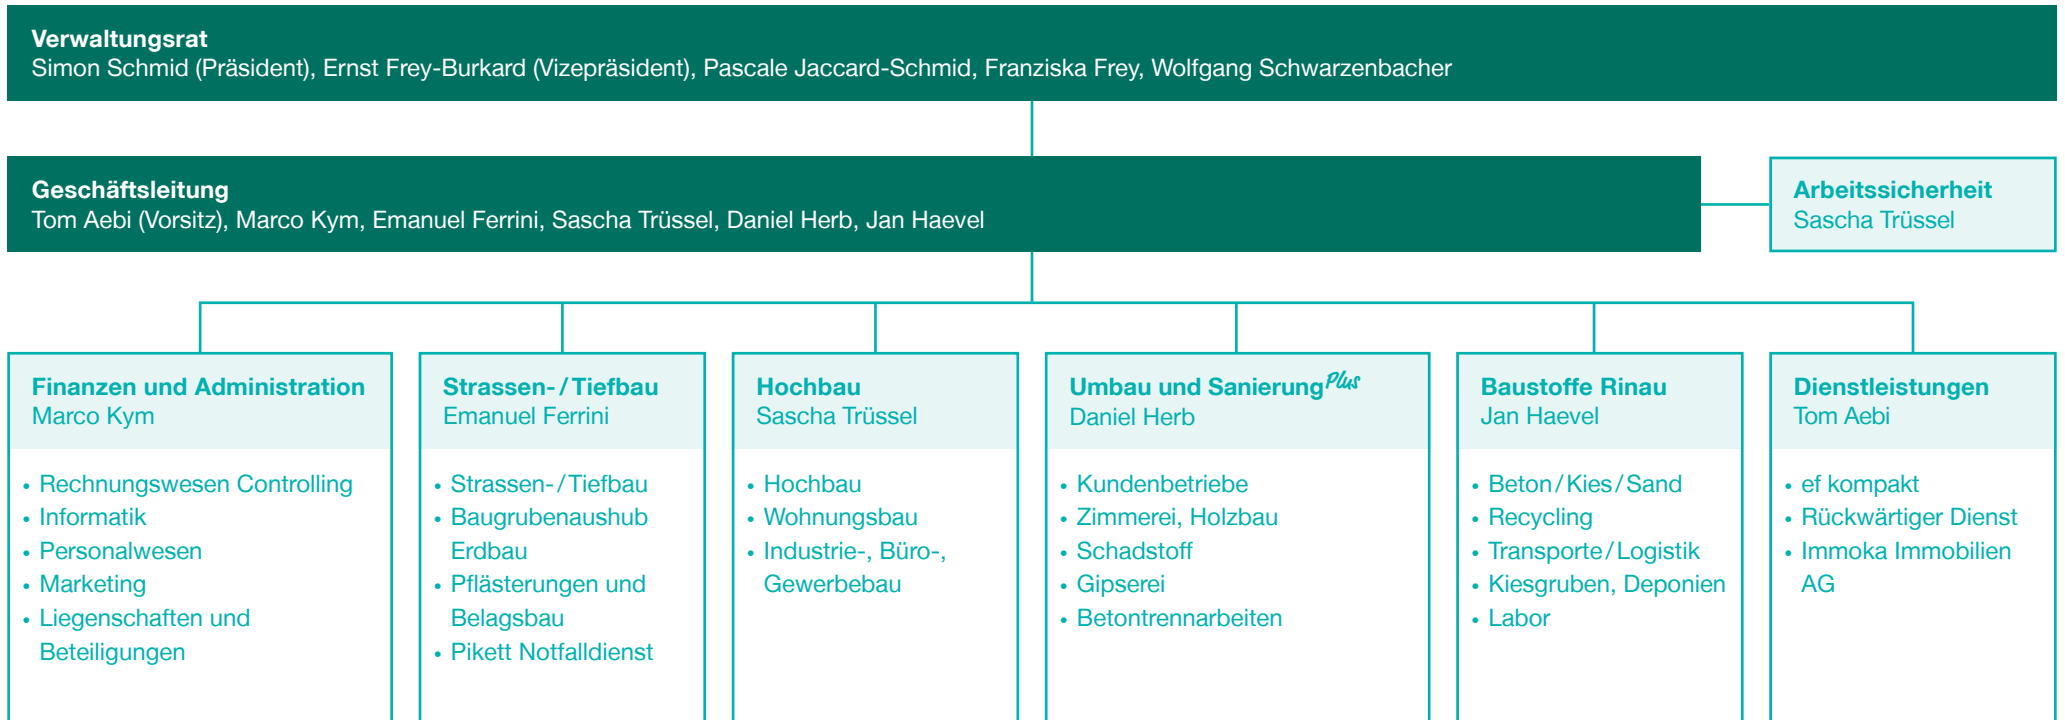 Verwaltungsrat
Simon Schmid (Präsident), Ernst Frey-Burkard (Vizepräsident), Pascale Jaccard-Schmid, Franziska Frey, Wolfgang Schwarzenbacher
Geschäftsleitung
Tom Aebi (Vorsitz), Marco Kym, Emanuel Ferrini, Sascha Trüssel, Daniel Herb, Jan Haevel
Arbeitssicherheit
Sascha Trüssel
Finanzen und Administration
Marco Kym
• Rechnungswesen Controlling
• Informatik
• Personalwesen
• Marketing
• Liegenschaften und
Beteiligungen
Strassen-/Tiefbau
Emanuel Ferrini
• Strassen-/Tiefbau
• Baugrubenaushub
Erdbau
• Pflästerungen und
Belagsbau
• Pikett Notfalldienst
Hochbau
Sascha Trüssel
• Hochbau
• Wohnungsbau
• Industrie-, Büro-,
Gewerbebau
Umbau und Sanierung Plus
Daniel Herb
• Kundenbetriebe
• Zimmerei, Holzbau
• Schadstoff
• Gipserei
• Betontrennarbeiten
Baustoffe Rinau
Jan Haevel
• Beton/Kies/Sand
• Recycling
• Transporte/Logistik
• Kiesgruben, Deponien
• Labor
Dienstleistungen
Tom Aebi
• ef kompakt
• Rückwärtiger Dienst
• Immoka Immobilien
AG